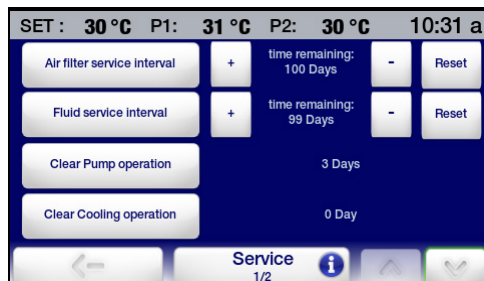 SET : 30 °C P1: 31 °C P2: 30 °C 10:31 a
Air filter service interval + time remaining: - Reset
100 Days
Fluid service interval + time remaining: - Reset
99 Days
Clear Pump operation 3 Days
Clear Cooling operation 0 Day
Service i
1/2